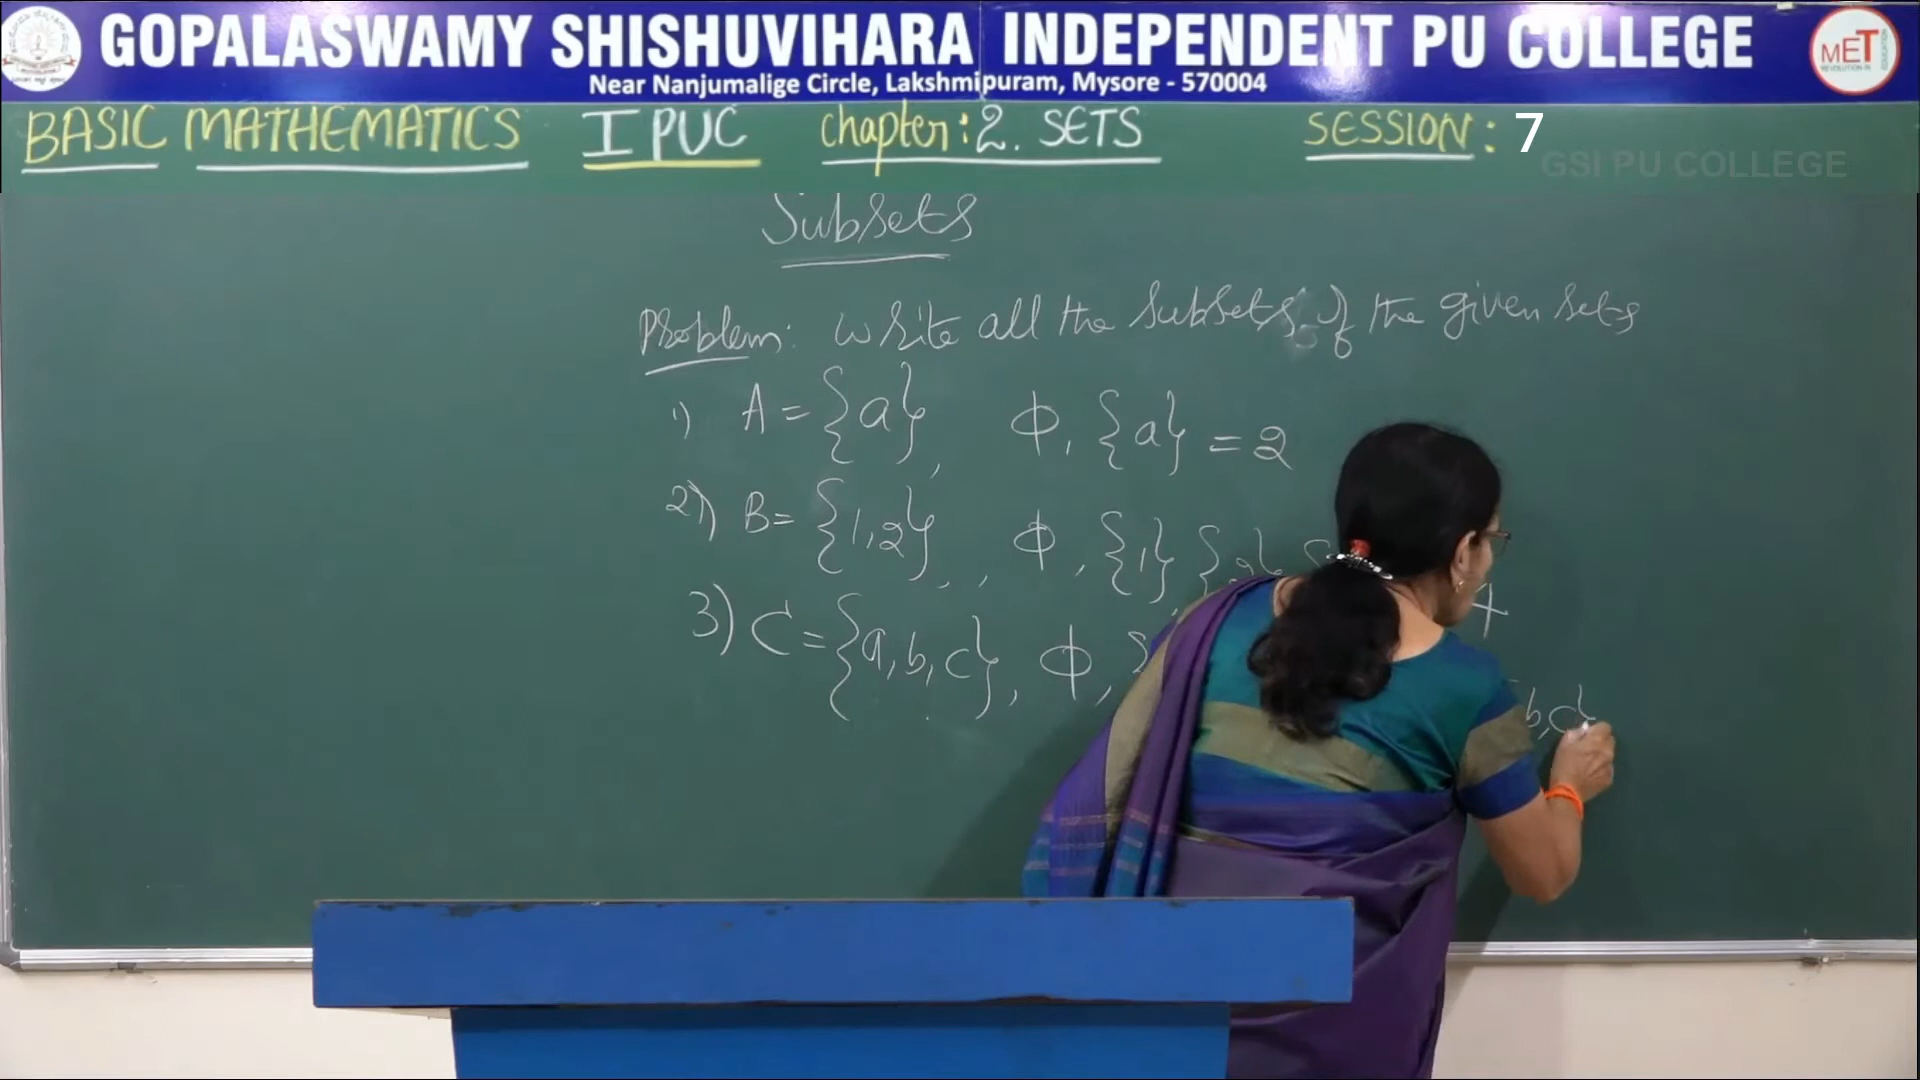 GOPALASWAMY SHISHUVIHARA INDEPENDENT PU COLLEGE
Near Nanjumalige Circle, Lakshmipuram, Mysore - 570004
MET
BASIC MATHEMATICS I PUC Chapter: 2. SETS SESSION: 7
GSI PU COLLEGE
Subsets
Problem: Write all the Subsets of the given sets
1) A = {a}, Φ, {a} = 2
2) B = {1,2}, , Φ, {1}, {2}, { 4
3) C = {a, b, c}, Φ, { b,c}